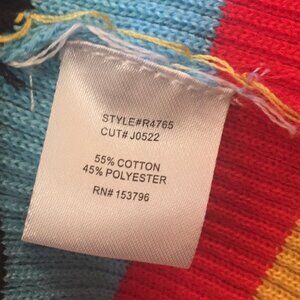 STYLE#R4765
CUT# J0522
55% COTTON
45% POLYESTER
RN# 153796